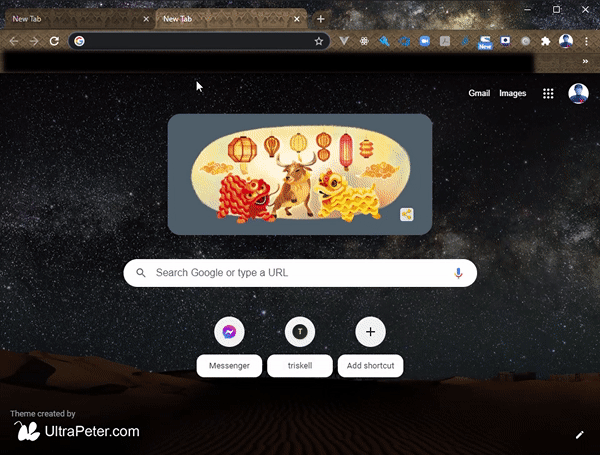 New Tab
New Tab
New
Gmail Images
Search Google or type a URL
T
Messenger triskell Add shortcut
Theme created by
UltraPeter.com